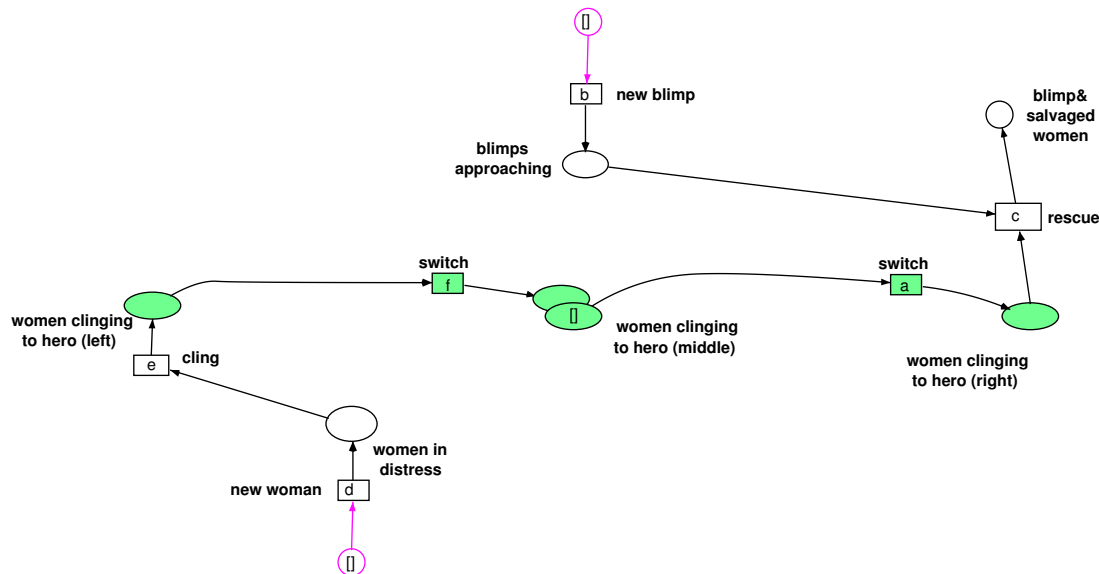 []
b
new blimp
blimp&
salvaged
women
blimps
approaching
c
rescue
switch
f
switch
a
[]
women clinging
to hero (left)
women clinging
to hero (middle)
women clinging
to hero (right)
e
cling
women in
distress
new woman
d
[]